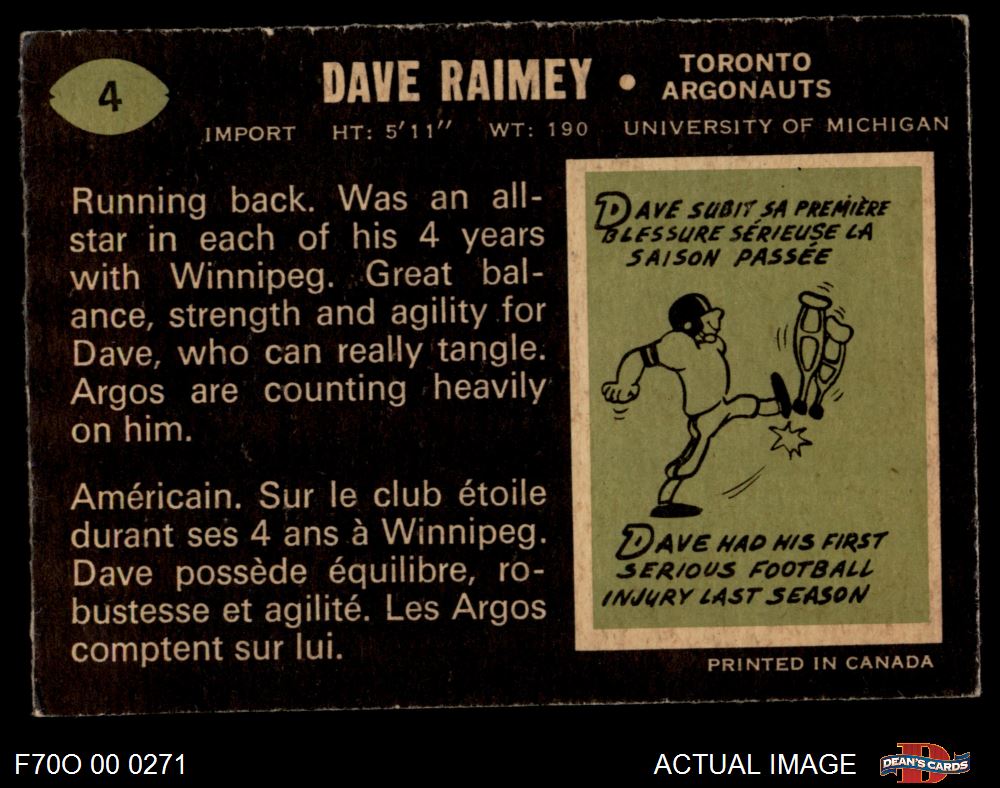 4
DAVE RAIMEY • TORONTO ARGONAUTS
IMPORT HT: 5'11" WT: 190 UNIVERSITY OF MICHIGAN
Running back. Was an all-
star in each of his 4 years
with Winnipeg. Great bal-
ance, strength and agility for
Dave, who can really tangle.
Argos are counting heavily
on him.
Américain. Sur le club étoile
durant ses 4 ans à Winnipeg.
Dave possède équilibre, ro-
bustesse et agilité. Les Argos
comptent sur lui.
DAVE SUBIT SA PREMIÈRE
BLESSURE SÉRIEUSE LA
SAISON PASSÉE
DAVE HAD HIS FIRST
SERIOUS FOOTBALL
INJURY LAST SEASON
PRINTED IN CANADA
F70O 00 0271
ACTUAL IMAGE
D
DEAN'S CARDS